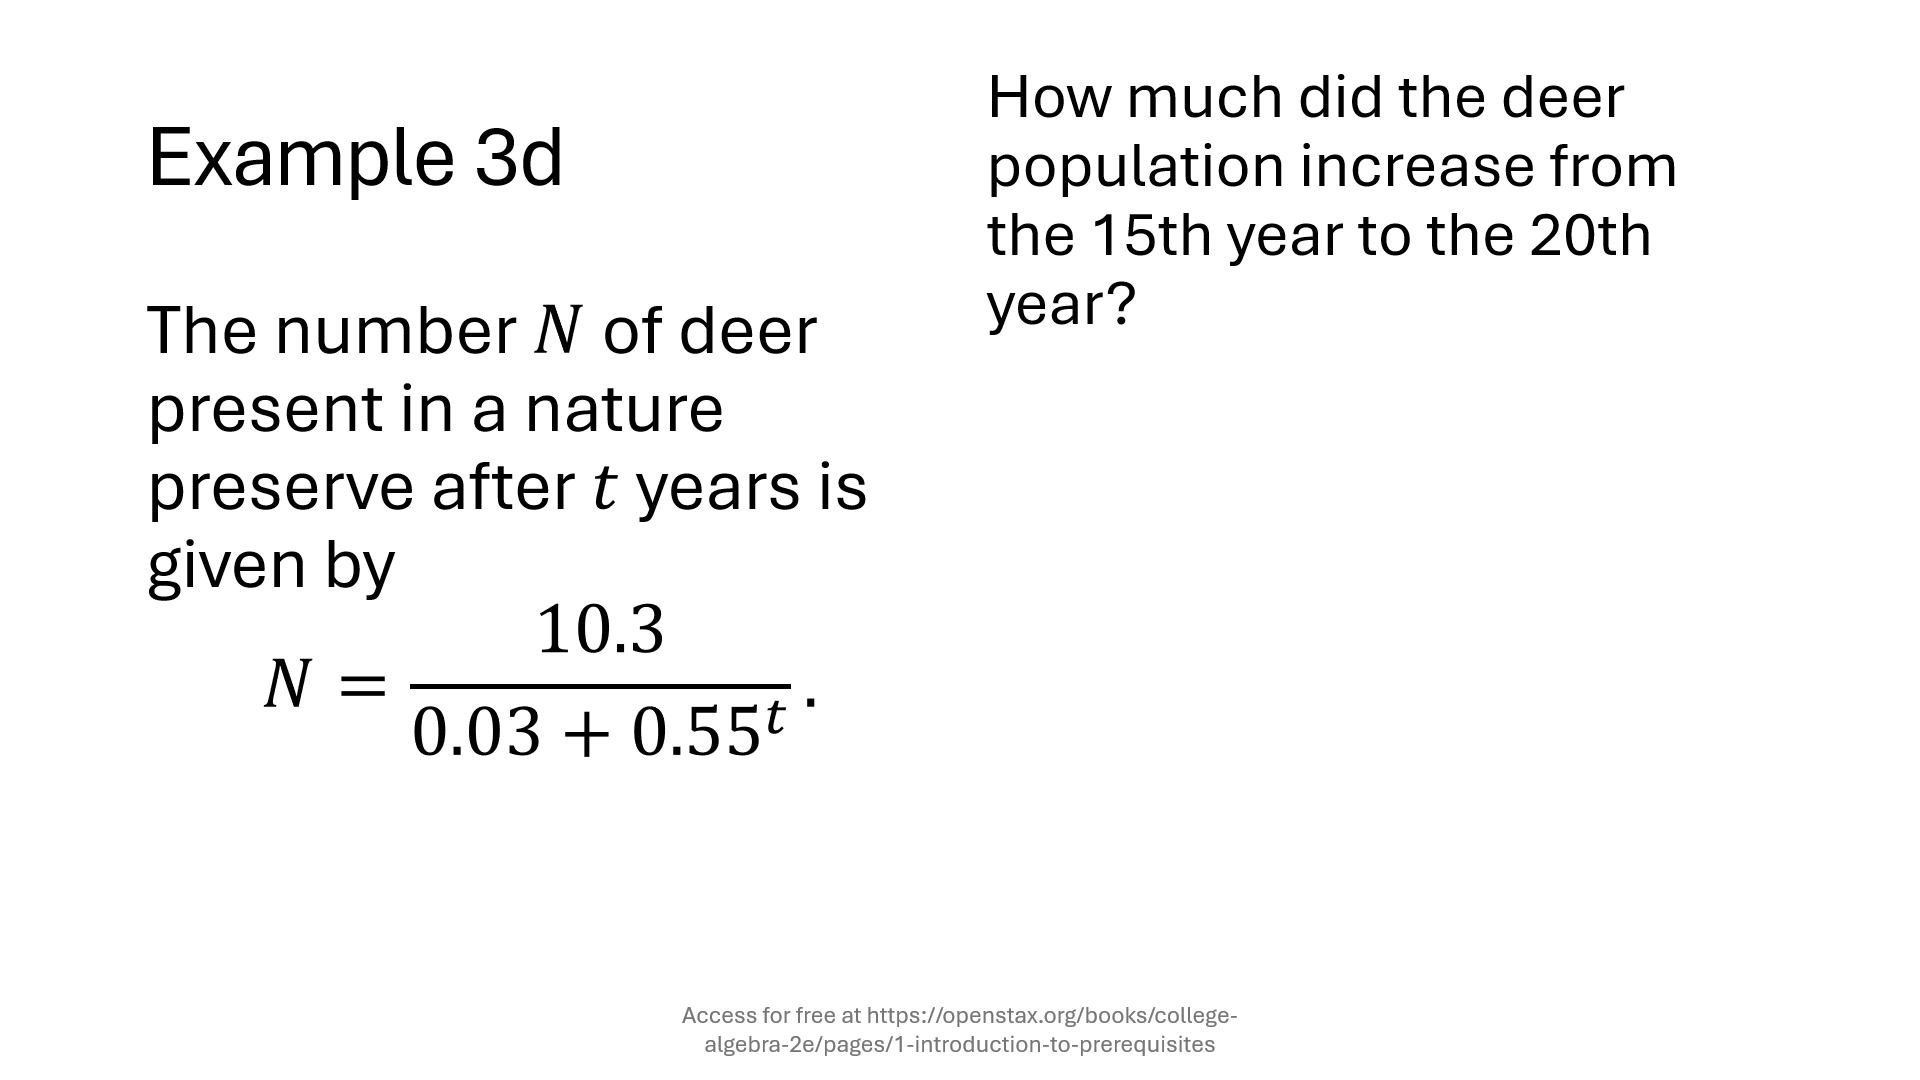 Example 3d
The number 𝑁 of deer
present in a nature
preserve after 𝑡 years is
given by
𝑁 = 10.3 / (0.03 + 0.55^𝑡) .
How much did the deer
population increase from
the 15th year to the 20th
year?
Access for free at https://openstax.org/books/college-
algebra-2e/pages/1-introduction-to-prerequisites